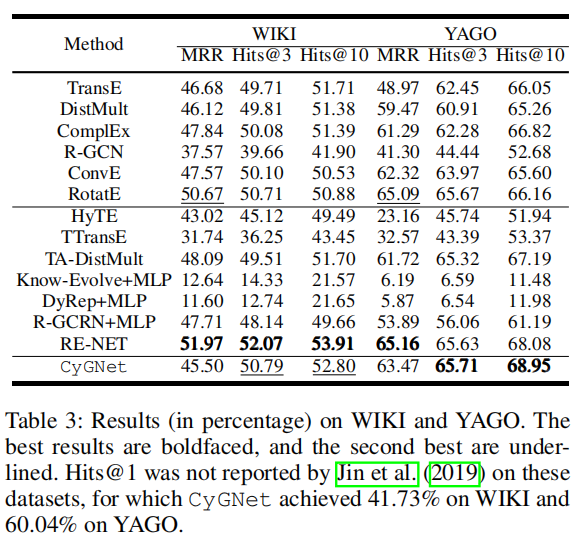 Method WIKI YAGO
MRR Hits@3 Hits@10 MRR Hits@3 Hits@10
TransE 46.68 49.71 51.71 48.97 62.45 66.05
DistMult 46.12 49.81 51.38 59.47 60.91 65.26
ComplEx 47.84 50.08 51.39 61.29 62.28 66.82
R-GCN 37.57 39.66 41.90 41.30 44.44 52.68
ConvE 47.57 50.10 50.53 62.32 63.97 65.60
RotatE 50.67 50.71 50.88 65.09 65.67 66.16
HyTE 43.02 45.12 49.49 23.16 45.74 51.94
TTransE 31.74 36.25 43.45 32.57 43.39 53.37
TA-DistMult 48.09 49.51 51.70 61.72 65.32 67.19
Know-Evolve+MLP 12.64 14.33 21.57 6.19 6.59 11.48
DyRep+MLP 11.60 12.74 21.65 5.87 6.54 11.98
R-GCRN+MLP 47.71 48.14 49.66 53.89 56.06 61.19
RE-NET 51.97 52.07 53.91 65.16 65.63 68.08
CyGNet 45.50 50.79 52.80 63.47 65.71 68.95
Table 3: Results (in percentage) on WIKI and YAGO. The
best results are boldfaced, and the second best are under-
lined. Hits@1 was not reported by Jin et al. (2019) on these
datasets, for which CyGNet achieved 41.73% on WIKI and
60.04% on YAGO.